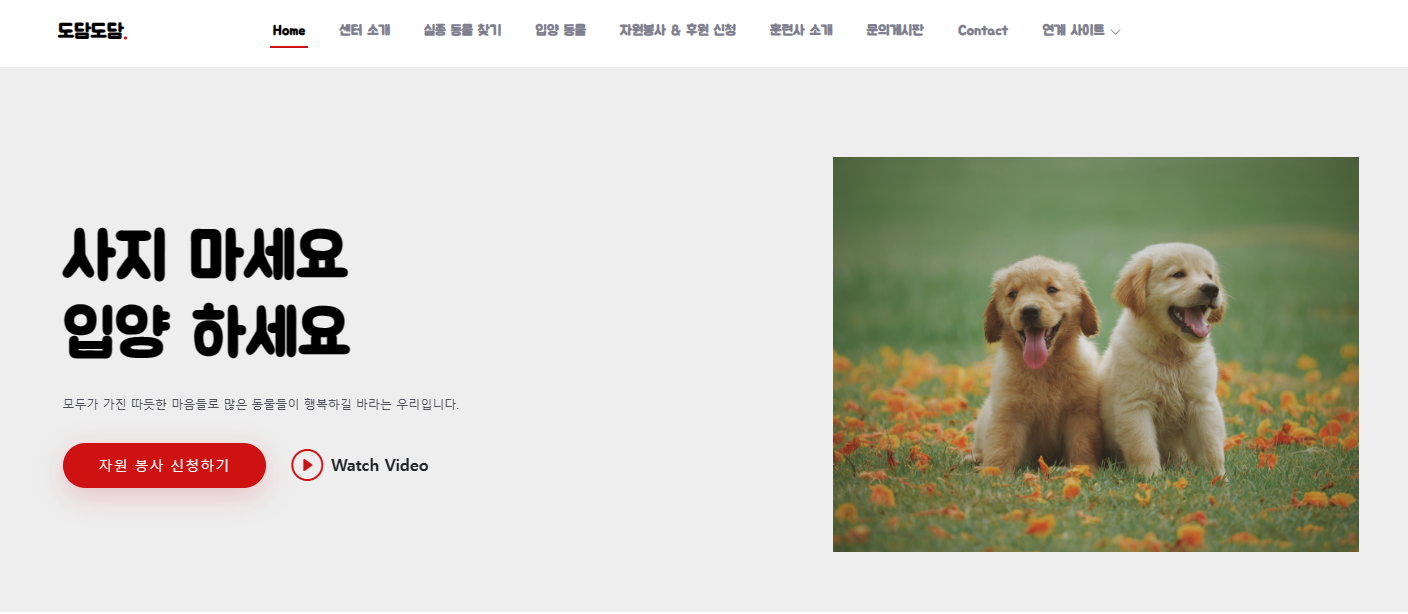 도담도담.
Home 센터 소개 실종 동물 찾기 입양 동물 자원봉사 & 후원 신청 훈련사 소개 문의게시판 Contact 연계 사이트
사지 마세요
입양 하세요
모두가 가진 따듯한 마음들로 많은 동물들이 행복하길 바라는 우리입니다.
자원 봉사 신청하기 Watch Video